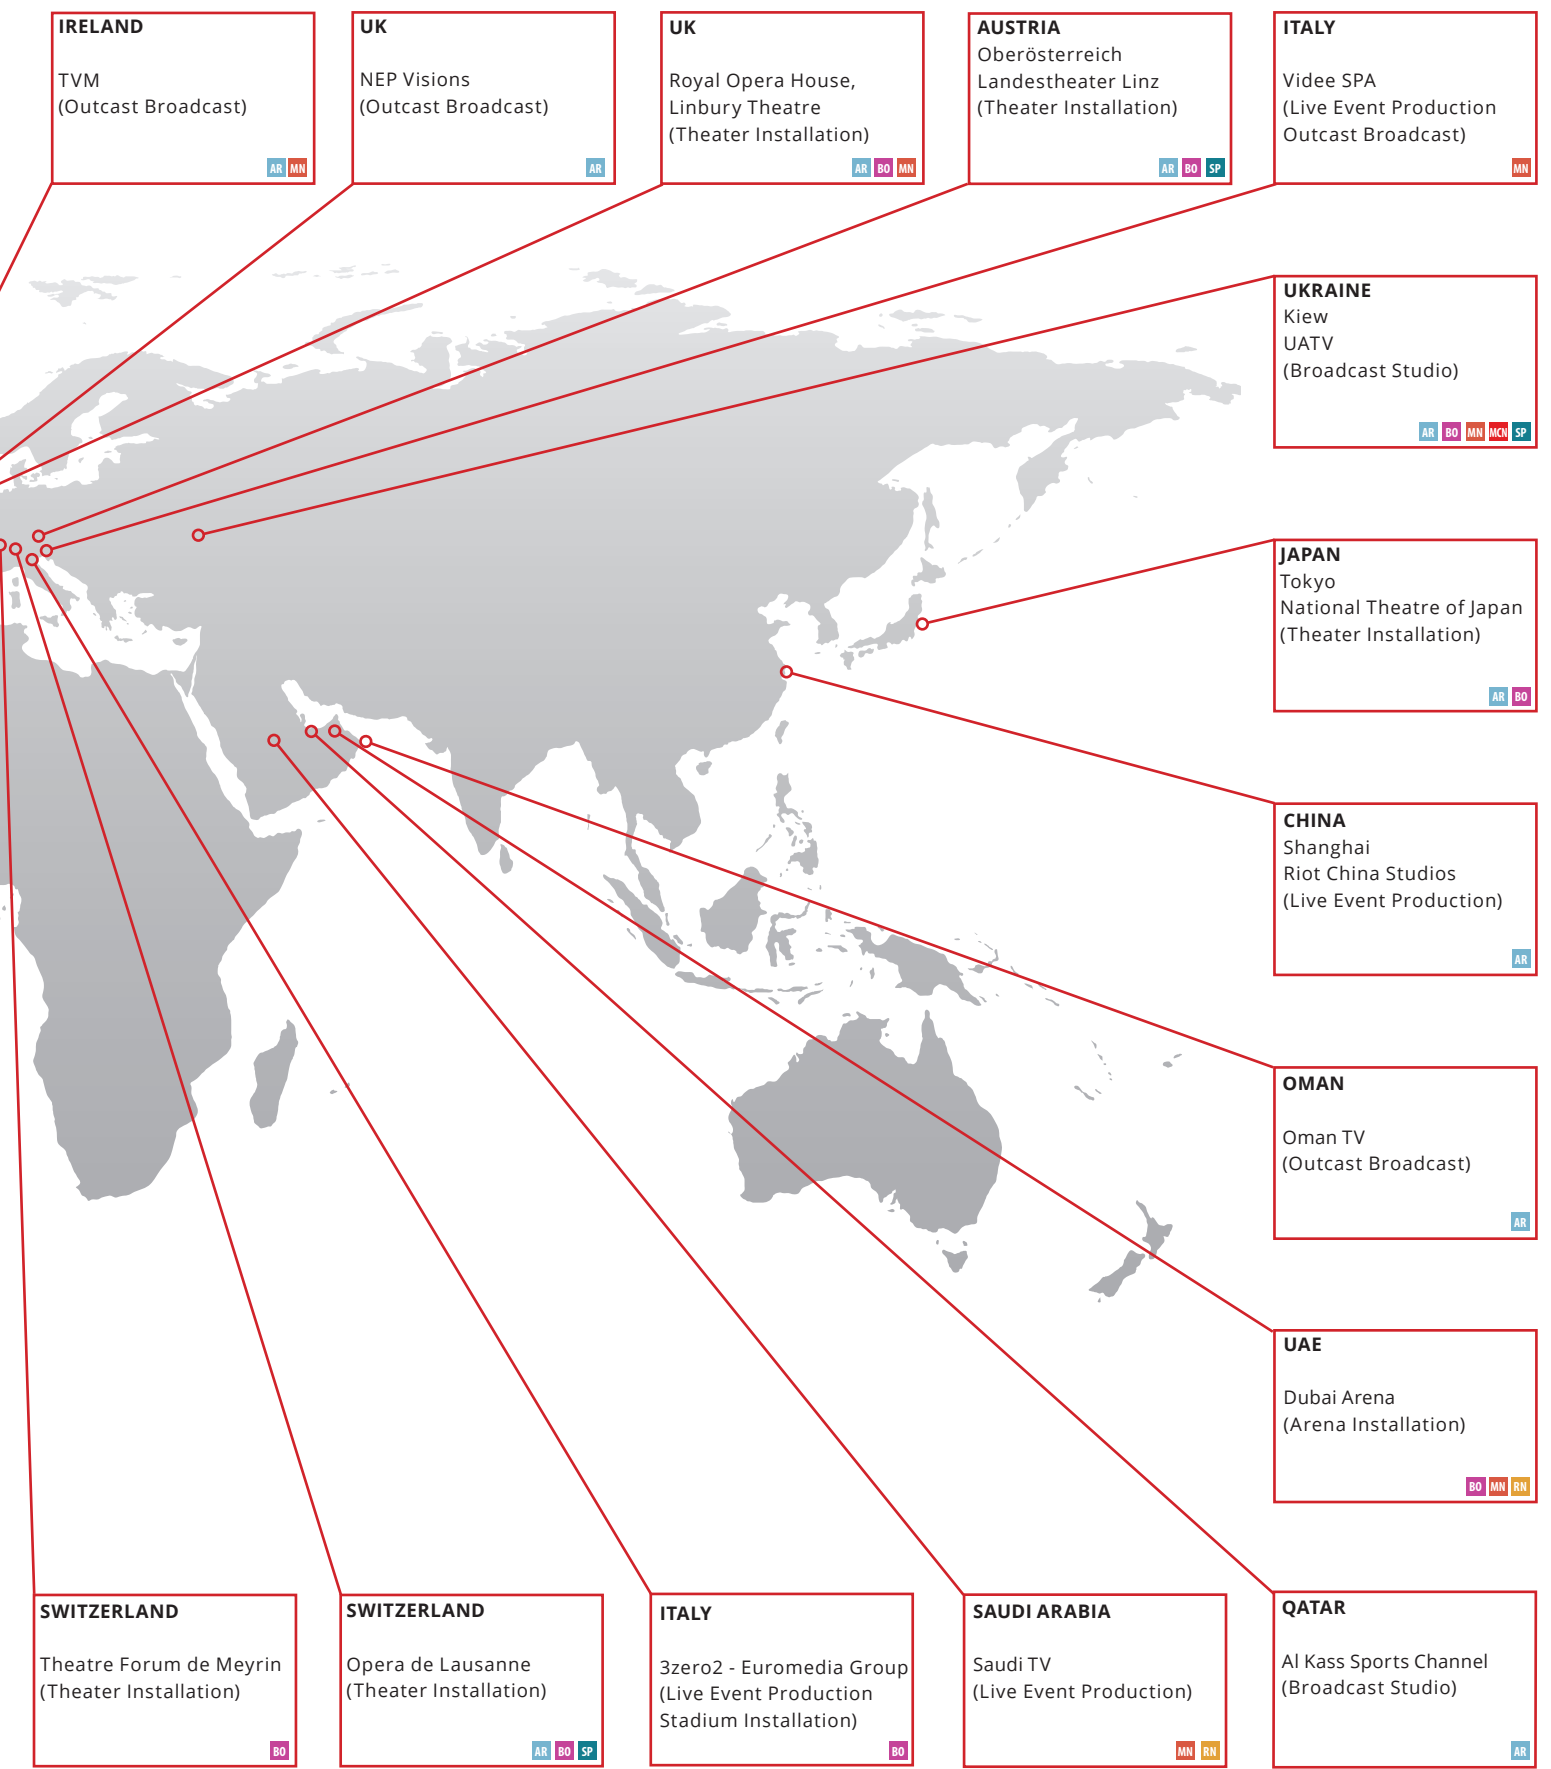 IRELAND
TVM
(Outcast Broadcast)
AR MN
UK
NEP Visions
(Outcast Broadcast)
AR
UK
Royal Opera House,
Linbury Theatre
(Theater Installation)
AR BO MN
AUSTRIA
Oberösterreich
Landestheater Linz
(Theater Installation)
AR BO SP
ITALY
Videe SPA
(Live Event Production
Outcast Broadcast)
MN
UKRAINE
Kiew
UATV
(Broadcast Studio)
AR BO MN MCN SP
JAPAN
Tokyo
National Theatre of Japan
(Theater Installation)
AR BO
CHINA
Shanghai
Riot China Studios
(Live Event Production)
AR
OMAN
Oman TV
(Outcast Broadcast)
AR
UAE
Dubai Arena
(Arena Installation)
BO MN RN
SWITZERLAND
Theatre Forum de Meyrin
(Theater Installation)
BO
SWITZERLAND
Opera de Lausanne
(Theater Installation)
AR BO SP
ITALY
3zero2 - Euromedia Group
(Live Event Production
Stadium Installation)
BO
SAUDI ARABIA
Saudi TV
(Live Event Production)
MN RN
QATAR
Al Kass Sports Channel
(Broadcast Studio)
AR